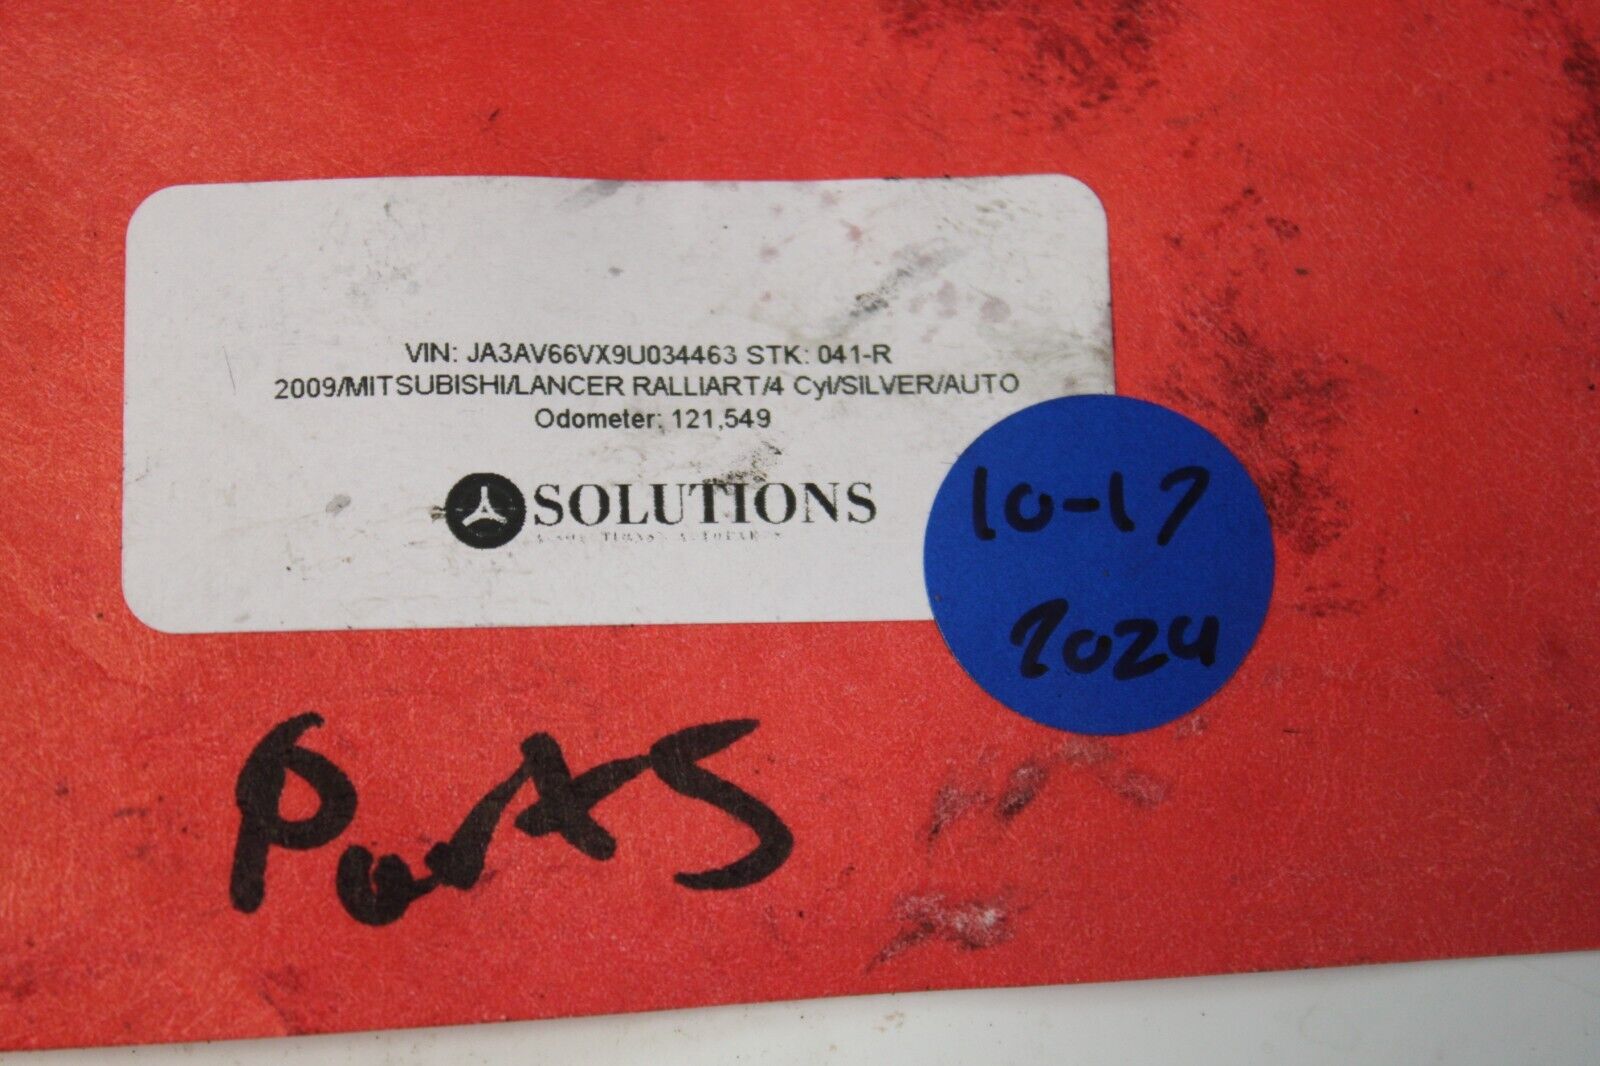 VIN: JA3AV66VX9U034463 STK: 041-R
2009/MITSUBISHI/LANCER RALLIART/4 Cyl/SILVER/AUTO
Odometer: 121,549
SOLUTIONS
10-17
2024
Parts